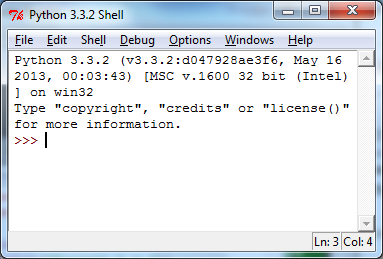 Python 3.3.2 Shell
File Edit Shell Debug Options Windows Help
Python 3.3.2 (v3.3.2:d047928ae3f6, May 16
2013, 00:03:43) [MSC v.1600 32 bit (Intel)
] on win32
Type "copyright", "credits" or "license()"
for more information.
>>>
Ln: 3 Col: 4